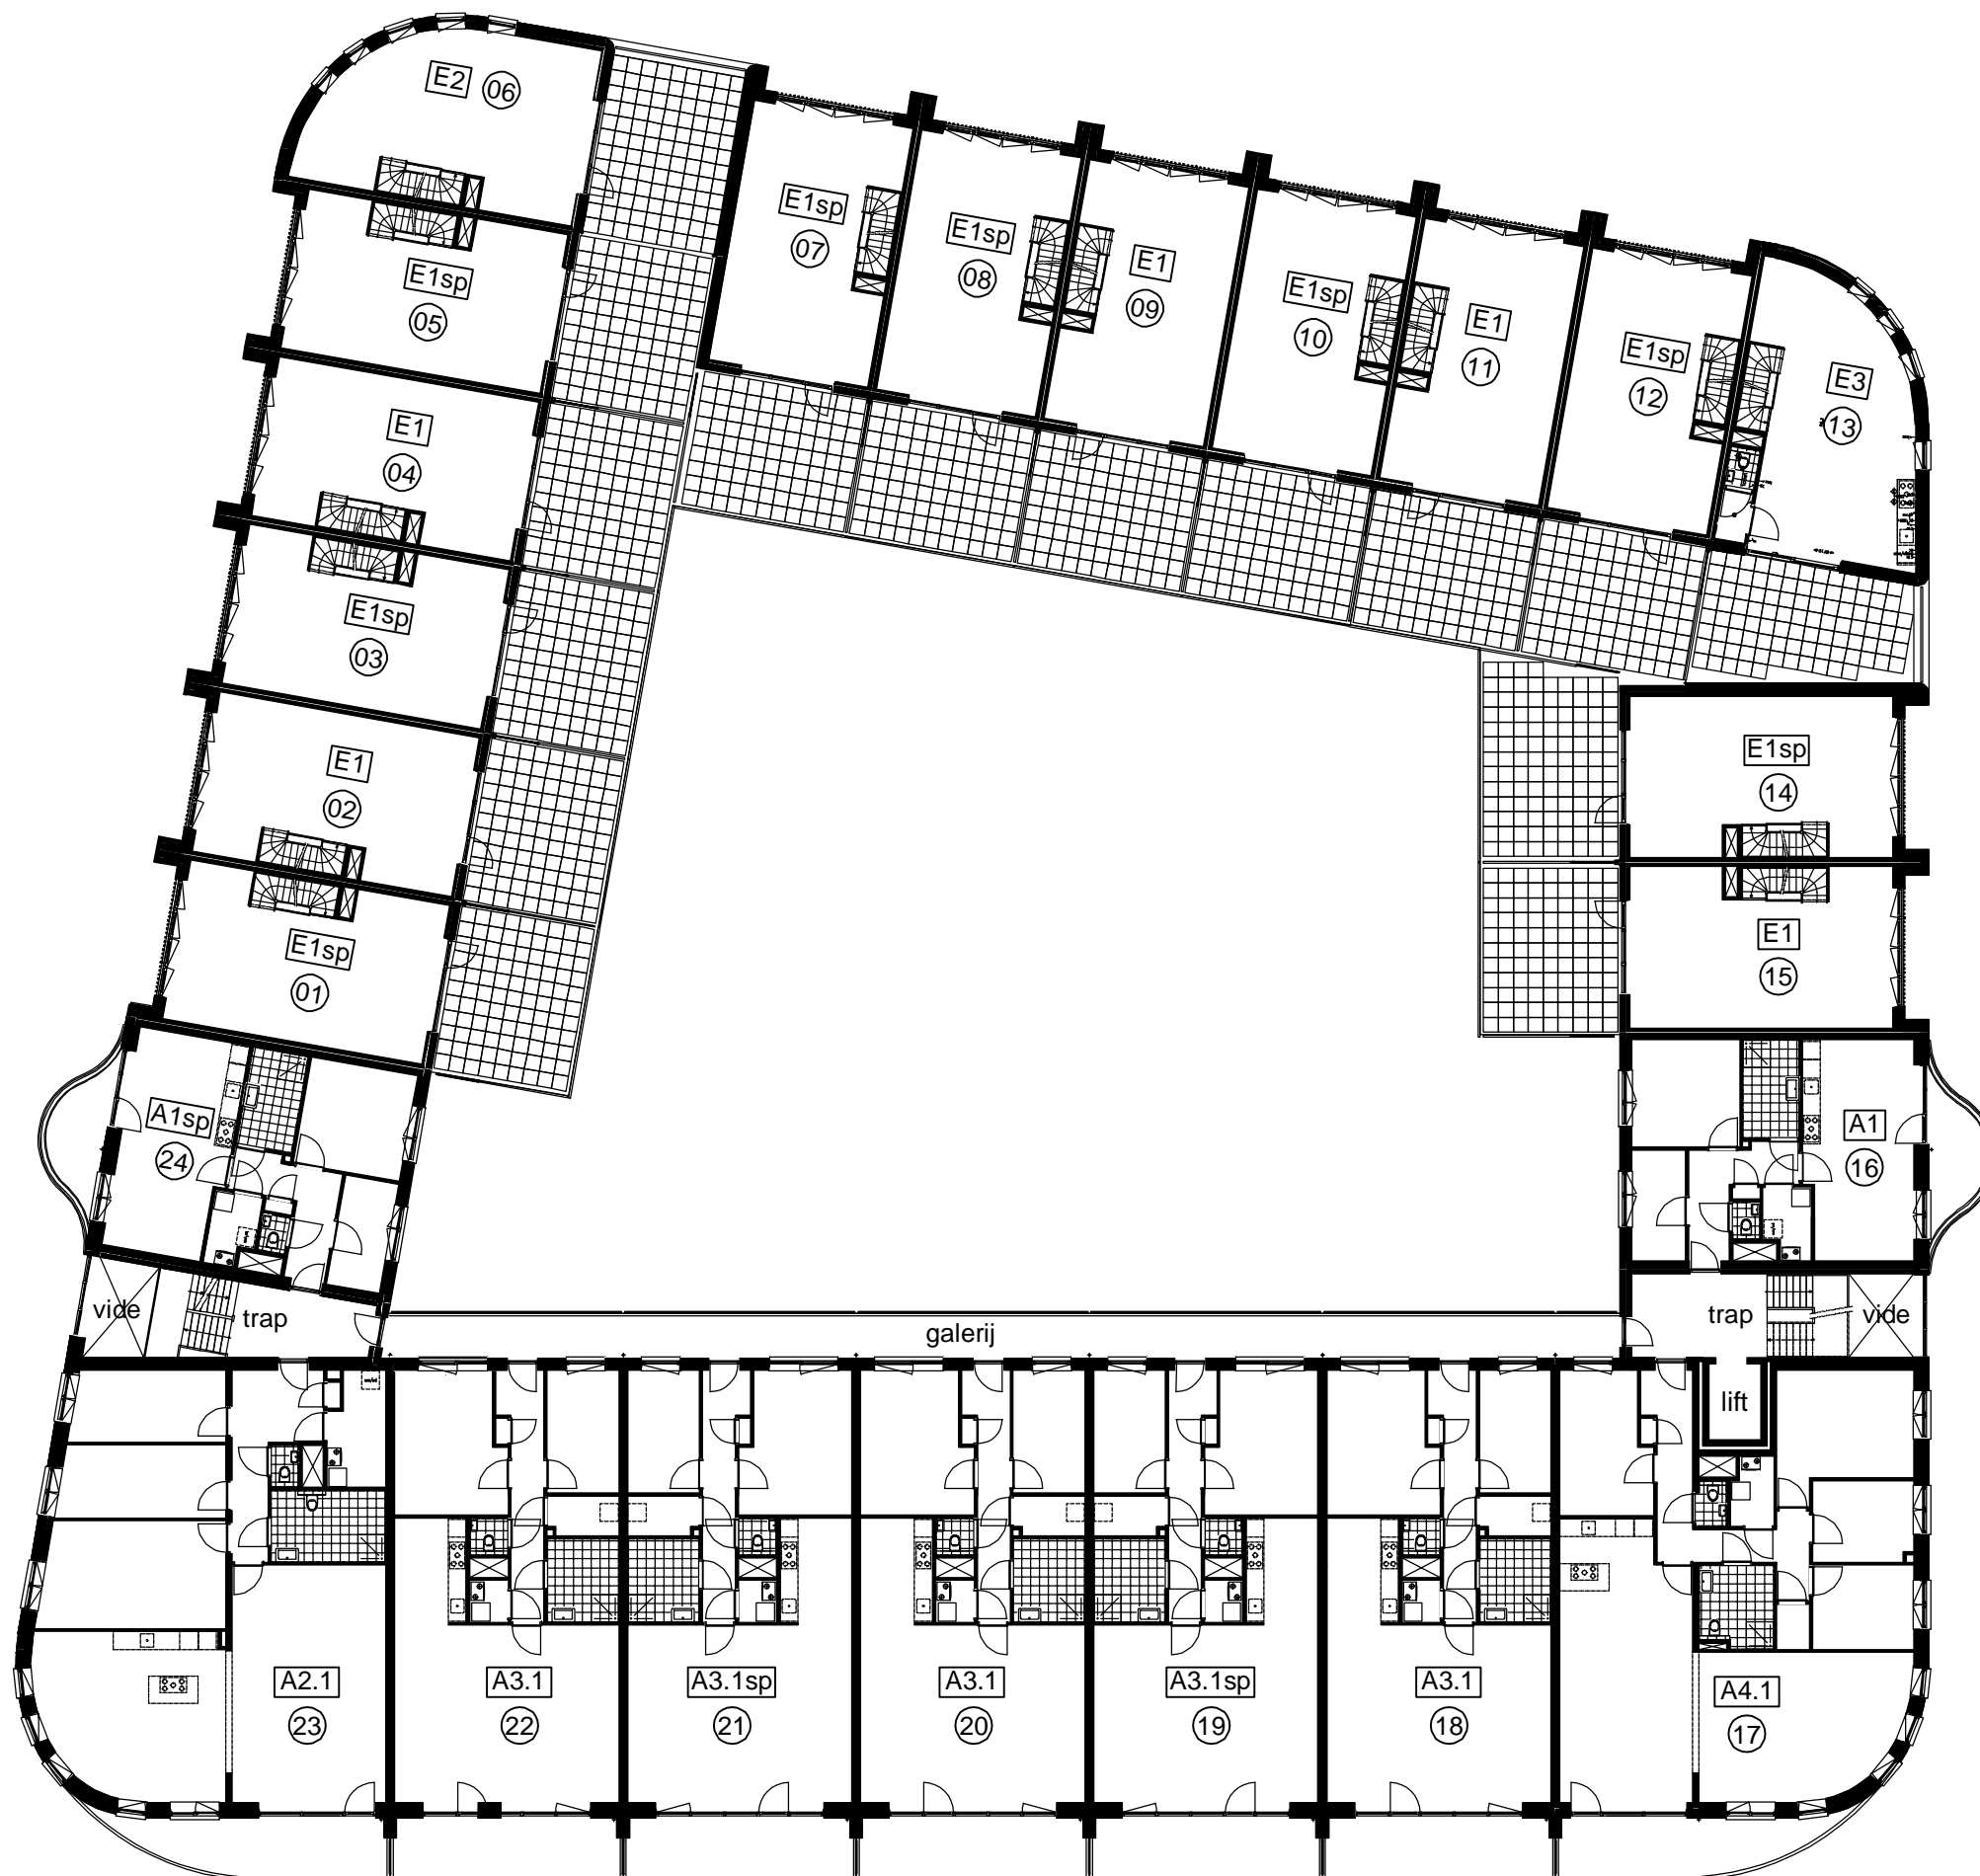 E2 06
E1sp
05
E1
04
E1sp
03
E1
02
E1sp
01
E1sp
07
E1sp
08
E1
09
E1sp
10
E1
11
E1sp
12
E3
13
E1sp
14
E1
15
A1sp
24
A1
16
vide
trap
galerij
trap
vide
lift
A2.1
23
A3.1
22
A3.1sp
21
A3.1
20
A3.1sp
19
A3.1
18
A4.1
17